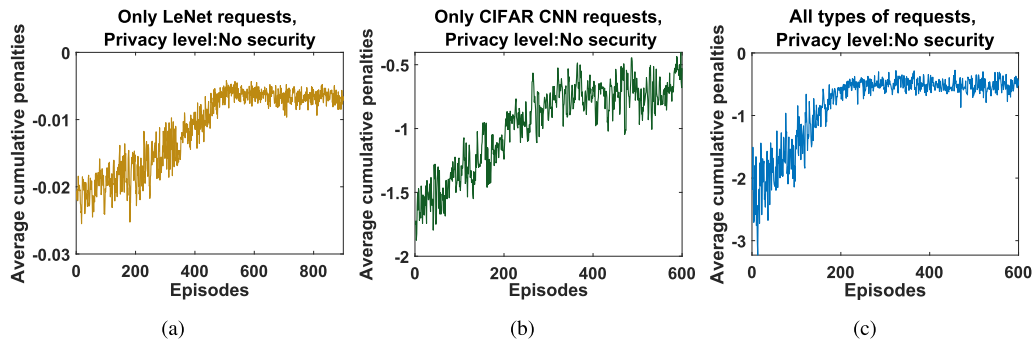 Only LeNet requests,
Privacy level:No security
Average cumulative penalties
0
-0.01
-0.02
-0.03
0 200 400 600 800
Episodes
(a)
Only CIFAR CNN requests,
Privacy level:No security
Average cumulative penalties
-0.5
-1
-1.5
-2
0 200 400 600
Episodes
(b)
All types of requests,
Privacy level:No security
Average cumulative penalties
0
-1
-2
-3
0 200 400 600
Episodes
(c)